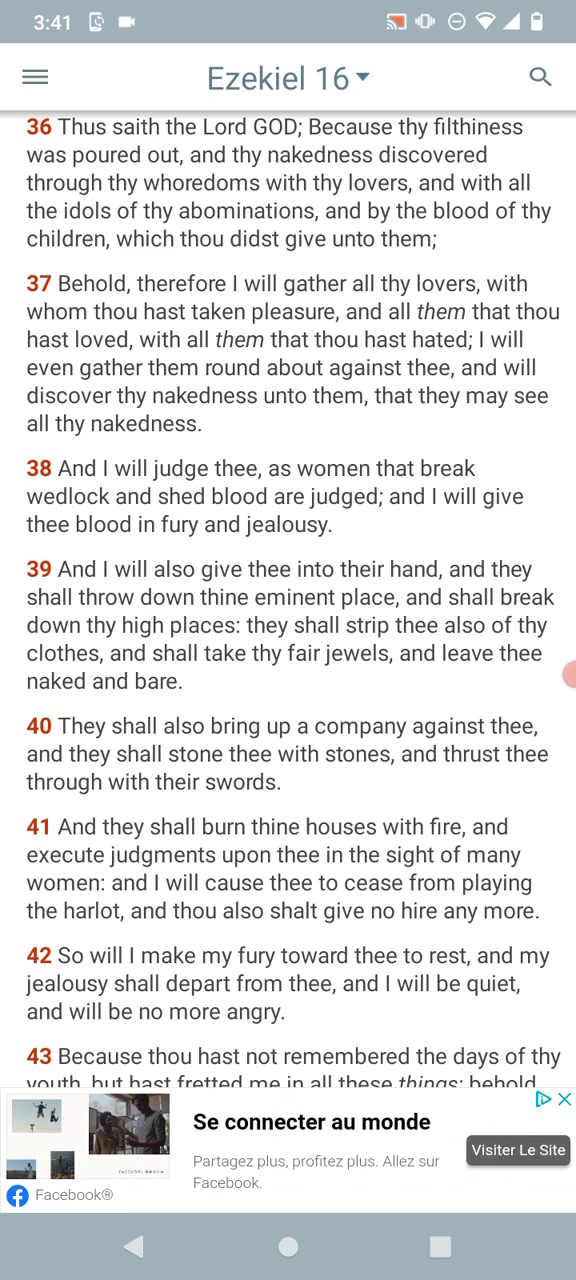 3:41
Ezekiel 16
36 Thus saith the Lord GOD; Because thy filthiness
was poured out, and thy nakedness discovered
through thy whoredoms with thy lovers, and with all
the idols of thy abominations, and by the blood of thy
children, which thou didst give unto them;
37 Behold, therefore I will gather all thy lovers, with
whom thou hast taken pleasure, and all them that thou
hast loved, with all them that thou hast hated; I will
even gather them round about against thee, and will
discover thy nakedness unto them, that they may see
all thy nakedness.
38 And I will judge thee, as women that break
wedlock and shed blood are judged; and I will give
thee blood in fury and jealousy.
39 And I will also give thee into their hand, and they
shall throw down thine eminent place, and shall break
down thy high places: they shall strip thee also of thy
clothes, and shall take thy fair jewels, and leave thee
naked and bare.
40 They shall also bring up a company against thee,
and they shall stone thee with stones, and thrust thee
through with their swords.
41 And they shall burn thine houses with fire, and
execute judgments upon thee in the sight of many
women: and I will cause thee to cease from playing
the harlot, and thou also shalt give no hire any more.
42 So will I make my fury toward thee to rest, and my
jealousy shall depart from thee, and I will be quiet,
and will be no more angry.
43 Because thou hast not remembered the days of thy
youth, but hast fretted me in all these things; behold,
Se connecter au monde
Partagez plus, profitez plus. Allez sur
Facebook.
Visiter Le Site
Facebook®